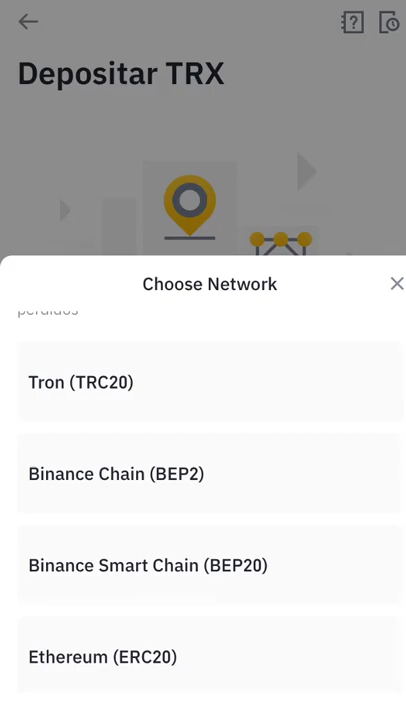 Depositar TRX
Choose Network
perdidos
Tron (TRC20)
Binance Chain (BEP2)
Binance Smart Chain (BEP20)
Ethereum (ERC20)